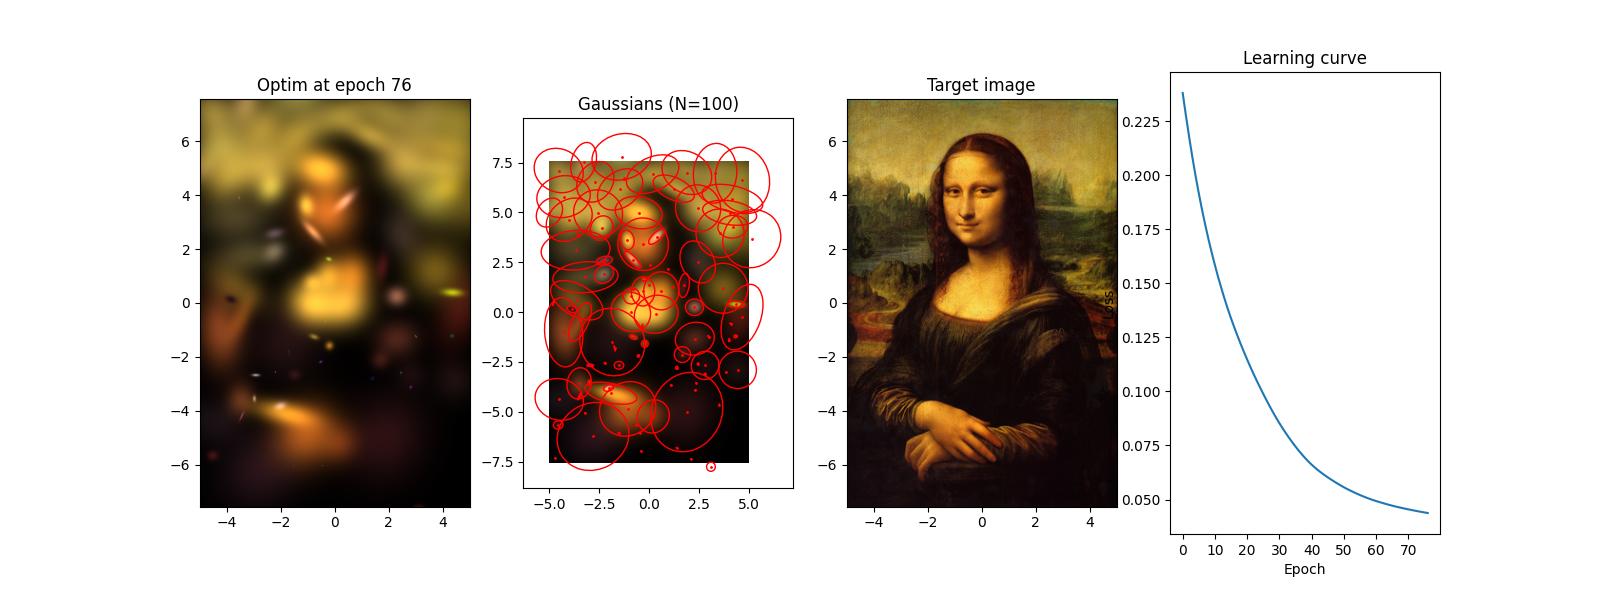 Optim at epoch 76
6
4
2
0
−2
−4
−6
−4 −2 0 2 4
Gaussians (N=100)
7.5
5.0
2.5
0.0
−2.5
−5.0
−7.5
−5.0 −2.5 0.0 2.5 5.0
Target image
6
4
2
0
−2
−4
−6
−4 −2 0 2 4
Learning curve
Loss
0.225
0.200
0.175
0.150
0.125
0.100
0.075
0.050
0 10 20 30 40 50 60 70
Epoch